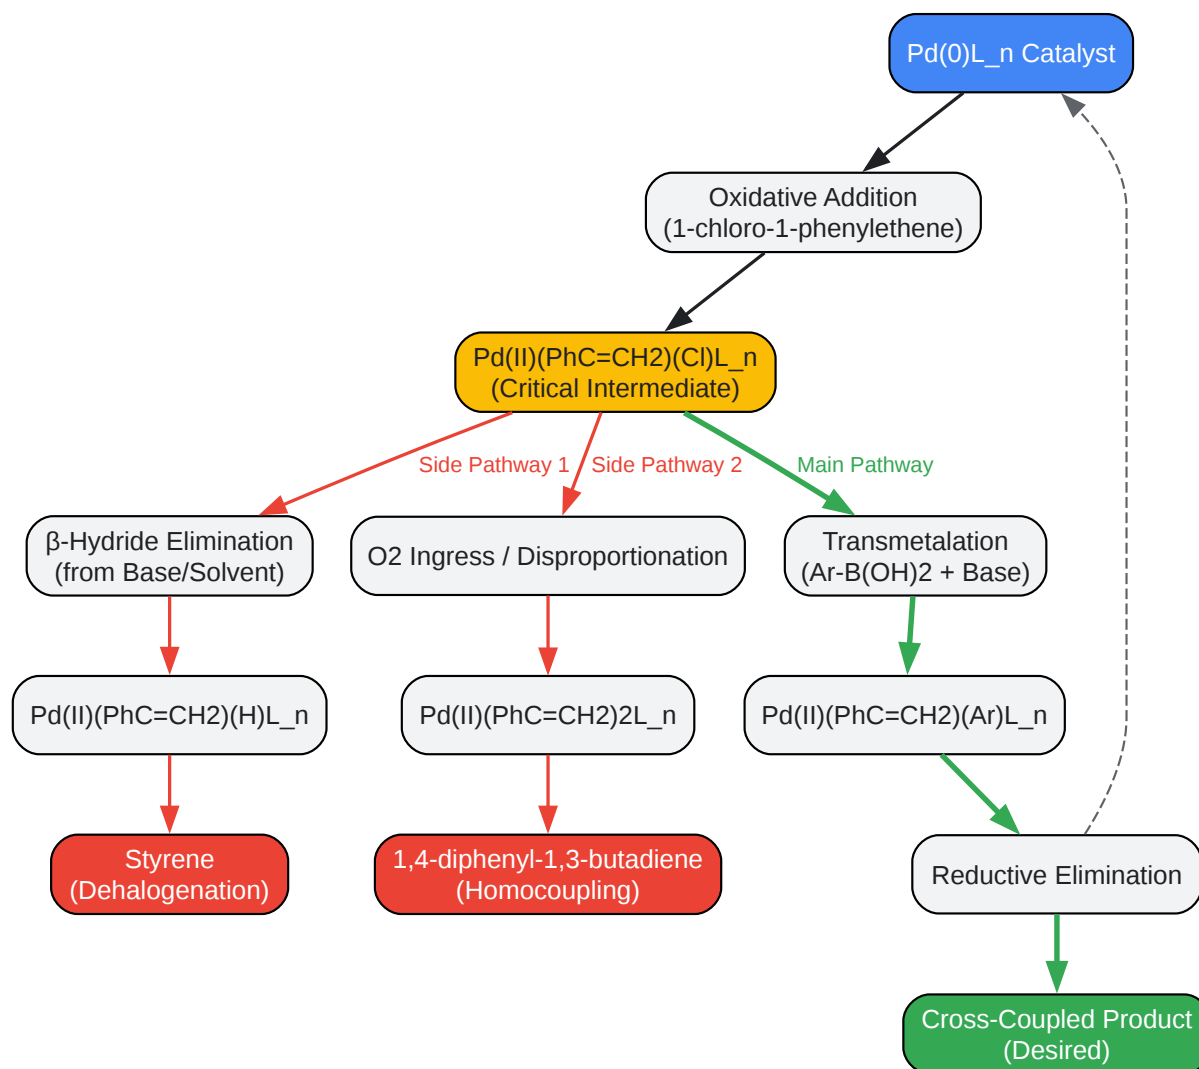 Pd(0)L_n Catalyst
Oxidative Addition
(1-chloro-1-phenylethene)
Pd(II)(PhC=CH2)(Cl)L_n
(Critical Intermediate)
Side Pathway 1
Side Pathway 2
Main Pathway
β-Hydride Elimination
(from Base/Solvent)
O2 Ingress / Disproportionation
Transmetalation
(Ar-B(OH)2 + Base)
Pd(II)(PhC=CH2)(H)L_n
Pd(II)(PhC=CH2)2L_n
Pd(II)(PhC=CH2)(Ar)L_n
Styrene
(Dehalogenation)
1,4-diphenyl-1,3-butadiene
(Homocoupling)
Reductive Elimination
Cross-Coupled Product
(Desired)